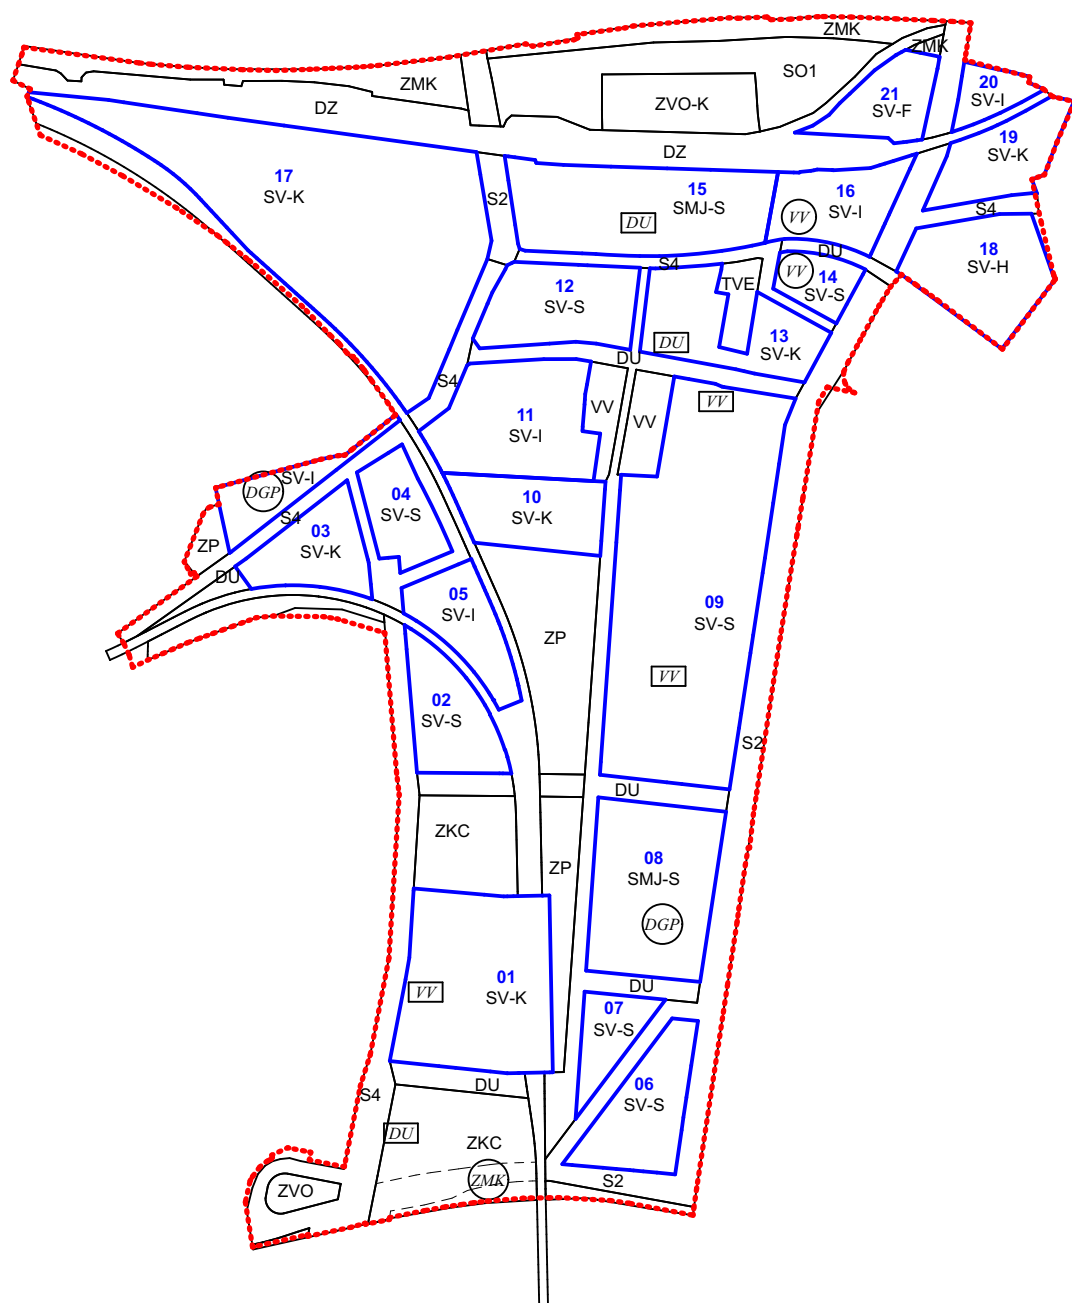 ZMK
ZMK
SO1
ZMK
ZVO-K
DZ
DZ
21
SV-F
20
SV-I
19
SV-K
17
SV-K
S2
15
SMJ-S
DU
16
SV-I
VV
S4
DU
18
SV-H
S4
12
SV-S
TVE
VV
14
SV-S
DU
13
SV-K
DU
S4
VV
11
SV-I
VV
VV
SV-I
DGP
S4
04
SV-S
10
SV-K
03
SV-K
ZP
DU
05
SV-I
09
SV-S
ZP
VV
02
SV-S
S2
DU
ZKC
08
SMJ-S
ZP
DGP
01
SV-K
VV
DU
07
SV-S
DU
S4
06
SV-S
DU
ZKC
ZMK
S2
ZVO